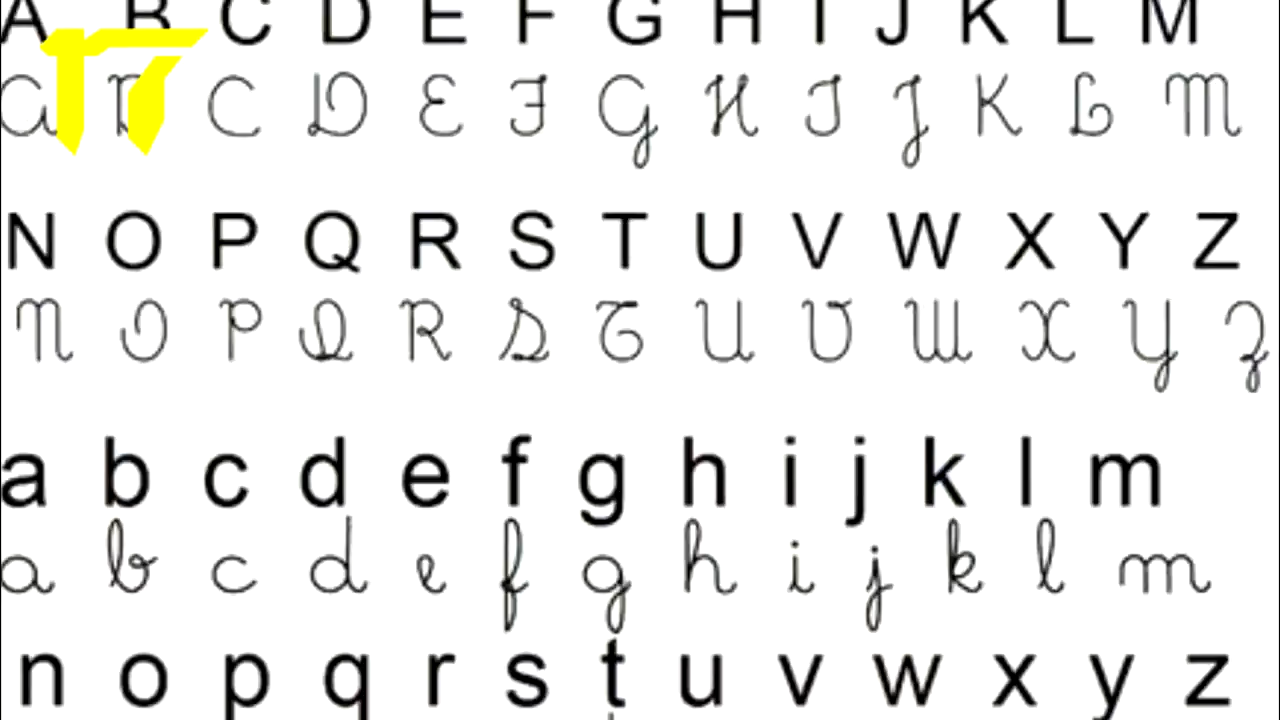 A B C D E F G H I J K L M
A B C D E F G H I J K L M
N O P Q R S T U V W X Y Z
N O P Q R S T U V W X Y Z
a b c d e f g h i j k l m
a b c d e f g h i j k l m
n o p q r s t u v w x y z